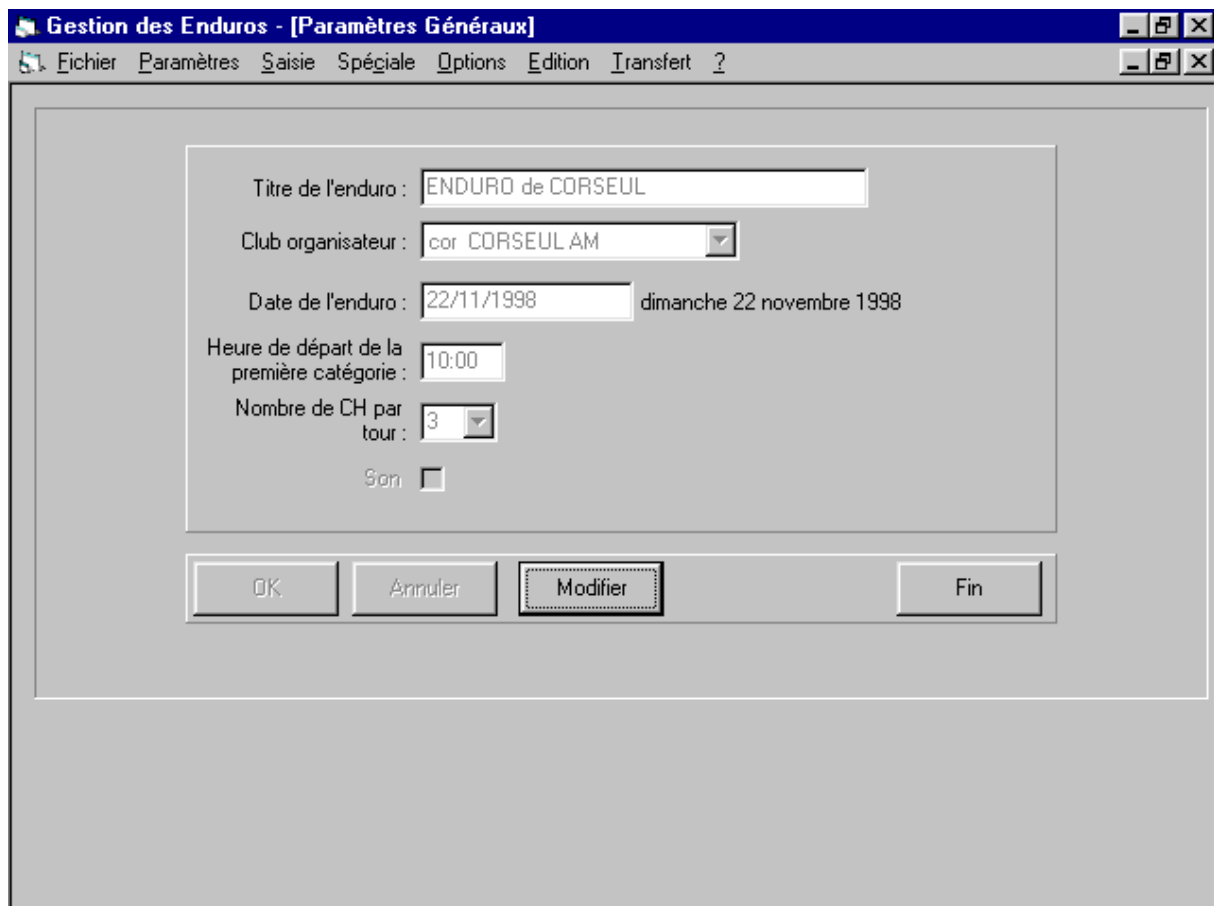 Gestion des Enduros - [Paramètres Généraux]
Fichier Paramètres Saisie Spéciale Options Edition Transfert ?
Titre de l'enduro : ENDURO de CORSEUL
Club organisateur : cor CORSEUL AM
Date de l'enduro : 22/11/1998 dimanche 22 novembre 1998
Heure de départ de la
première catégorie : 10:00
Nombre de CH par
tour : 3
Son
OK Annuler Modifier Fin